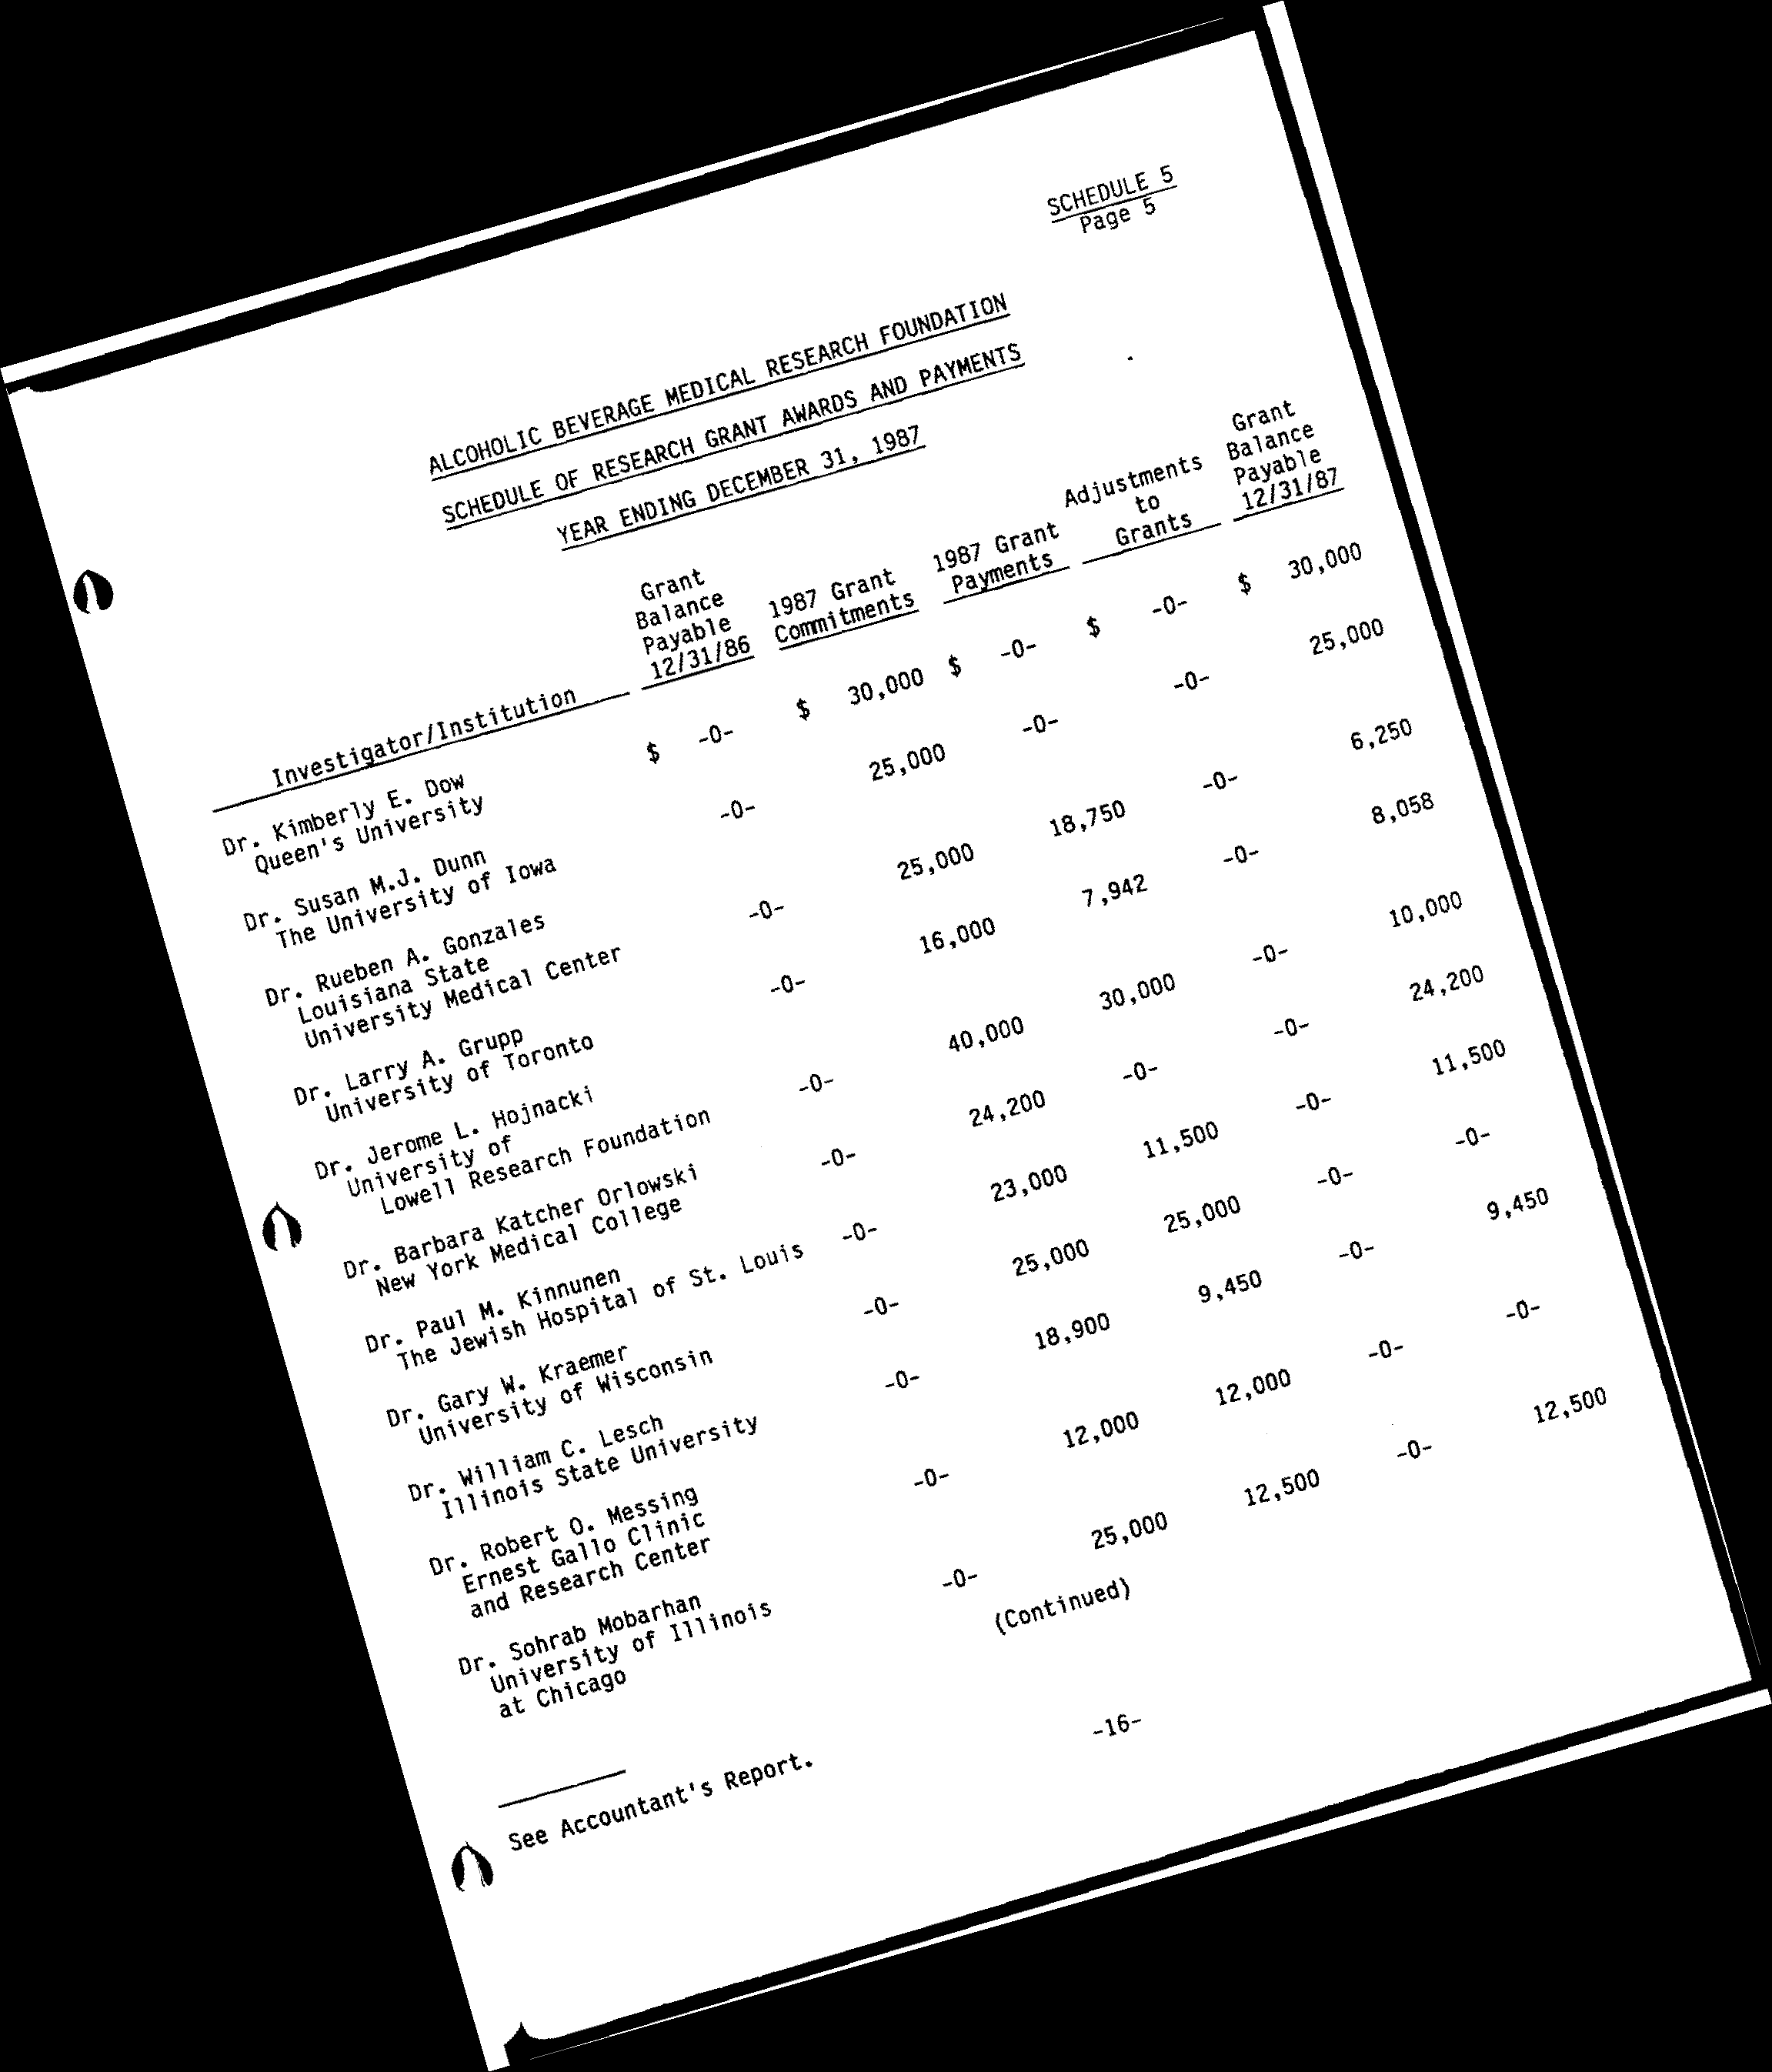 SCHEDULE 5
Page 5
ALCOHOLIC BEVERAGE MEDICAL RESEARCH FOUNDATION
SCHEDULE OF RESEARCH GRANT AWARDS AND PAYMENTS
YEAR ENDING DECEMBER 31, 1987
Investigator/Institution
Grant
Balance
Payable
12/31/86
1987 Grant
Commitments
1987 Grant
Payments
Adjustments
to
Grants
Grant
Balance
Payable
12/31/87
Dr. Kimberly E. Dow $ -0- $ 30,000 $ -0- $ -0- $ 30,000
Queen's University
Dr. Susan M.J. Dunn -0- 25,000 -0- -0- 25,000
The University of Iowa
Dr. Rueben A. Gonzales
Louisiana State
University Medical Center -0- 25,000 18,750 -0- 6,250
Dr. Larry A. Grupp
University of Toronto -0- 16,000 7,942 -0- 8,058
Dr. Jerome L. Hojnacki
University of
Lowell Research Foundation -0- 40,000 30,000 -0- 10,000
Dr. Barbara Katcher Orlowski
New York Medical College -0- 24,200 -0- -0- 24,200
Dr. Paul M. Kinnunen
The Jewish Hospital of St. Louis -0- 23,000 11,500 -0- 11,500
Dr. Gary W. Kraemer
University of Wisconsin -0- 25,000 25,000 -0- -0-
Dr. William C. Lesch
Illinois State University -0- 18,900 9,450 -0- 9,450
Dr. Robert O. Messing
Ernest Gallo Clinic
and Research Center -0- 12,000 12,000 -0- -0-
Dr. Sohrab Mobarhan
University of Illinois
at Chicago -0- 25,000 12,500 -0- 12,500
(Continued)
See Accountant's Report.
-16-